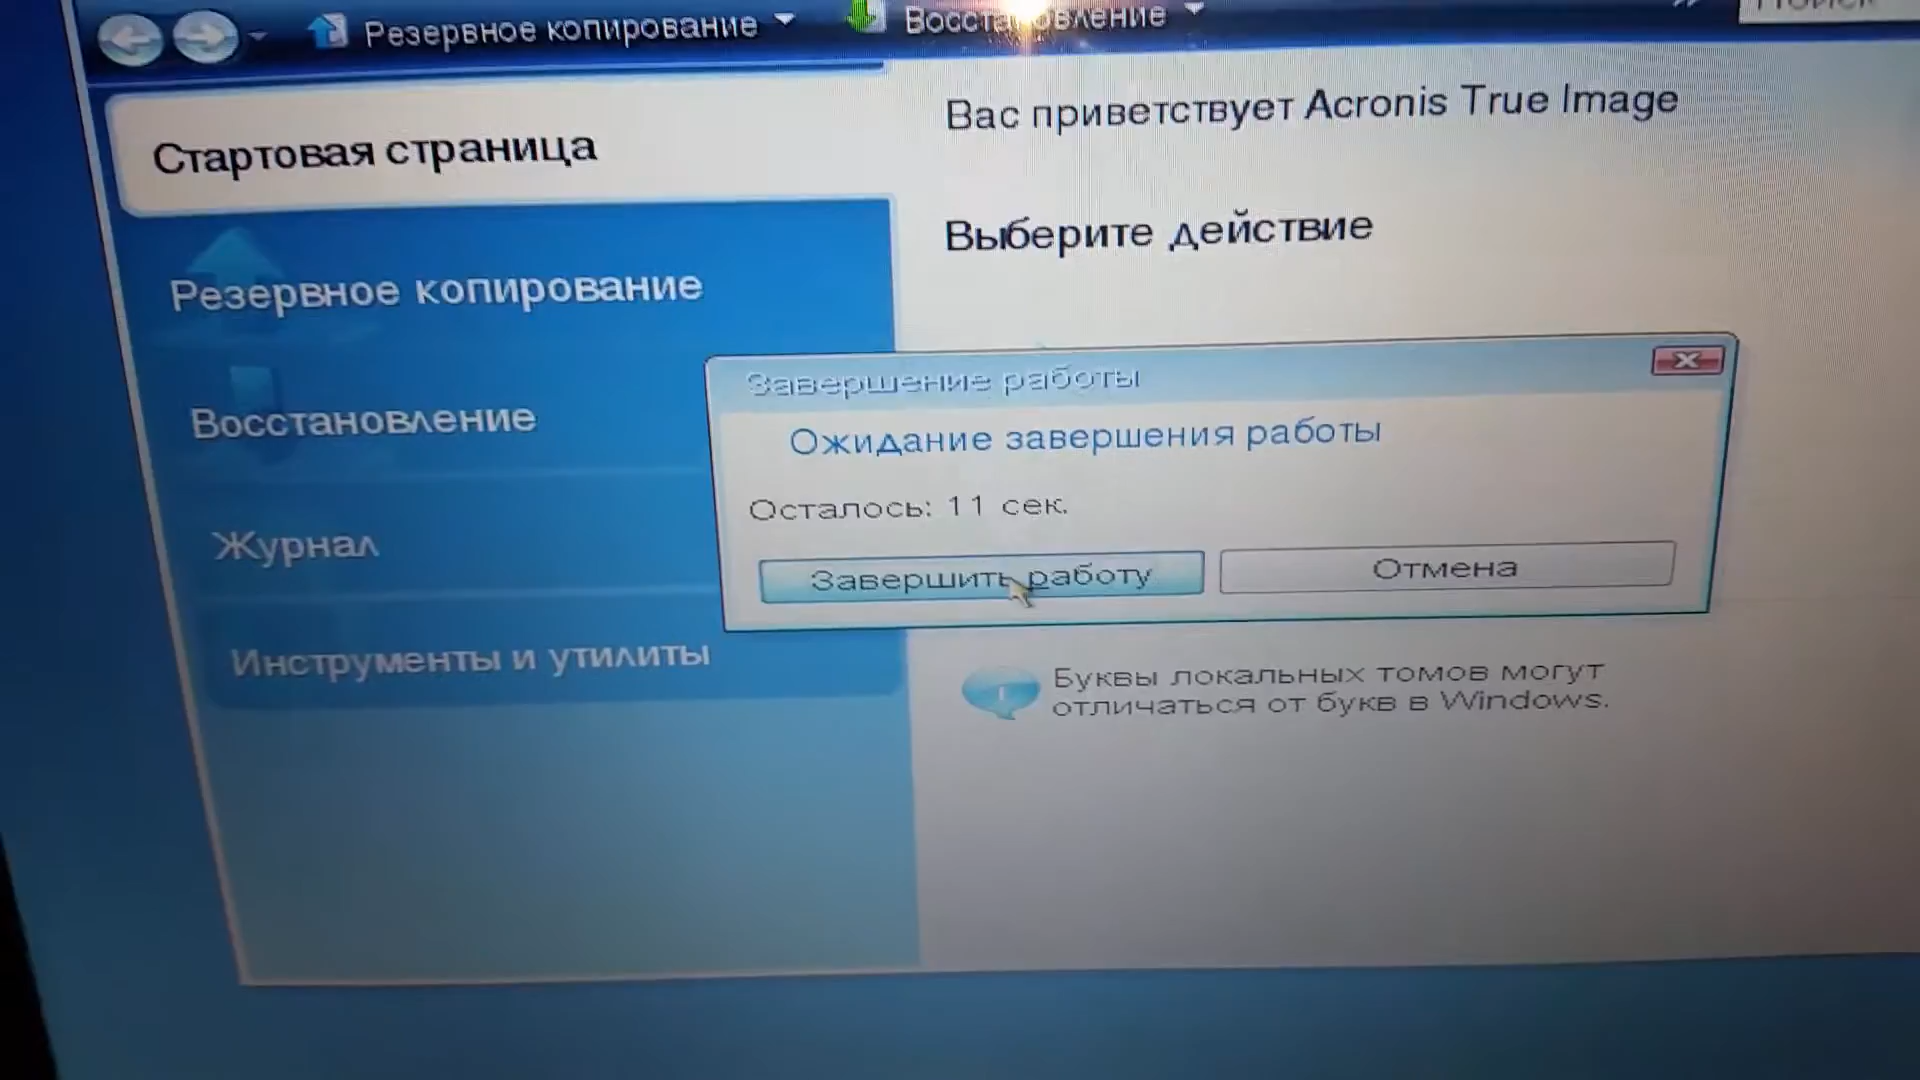 Резервное копирование
Восстановление
Стартовая страница
Вас приветствует Acronis True Image
Выберите действие
Резервное копирование
Восстановление
Журнал
Инструменты и утилиты
Завершение работы
Ожидание завершения работы
Осталось: 11 сек.
Завершить работу
Отмена
Буквы локальных томов могут
отличаться от букв в Windows.